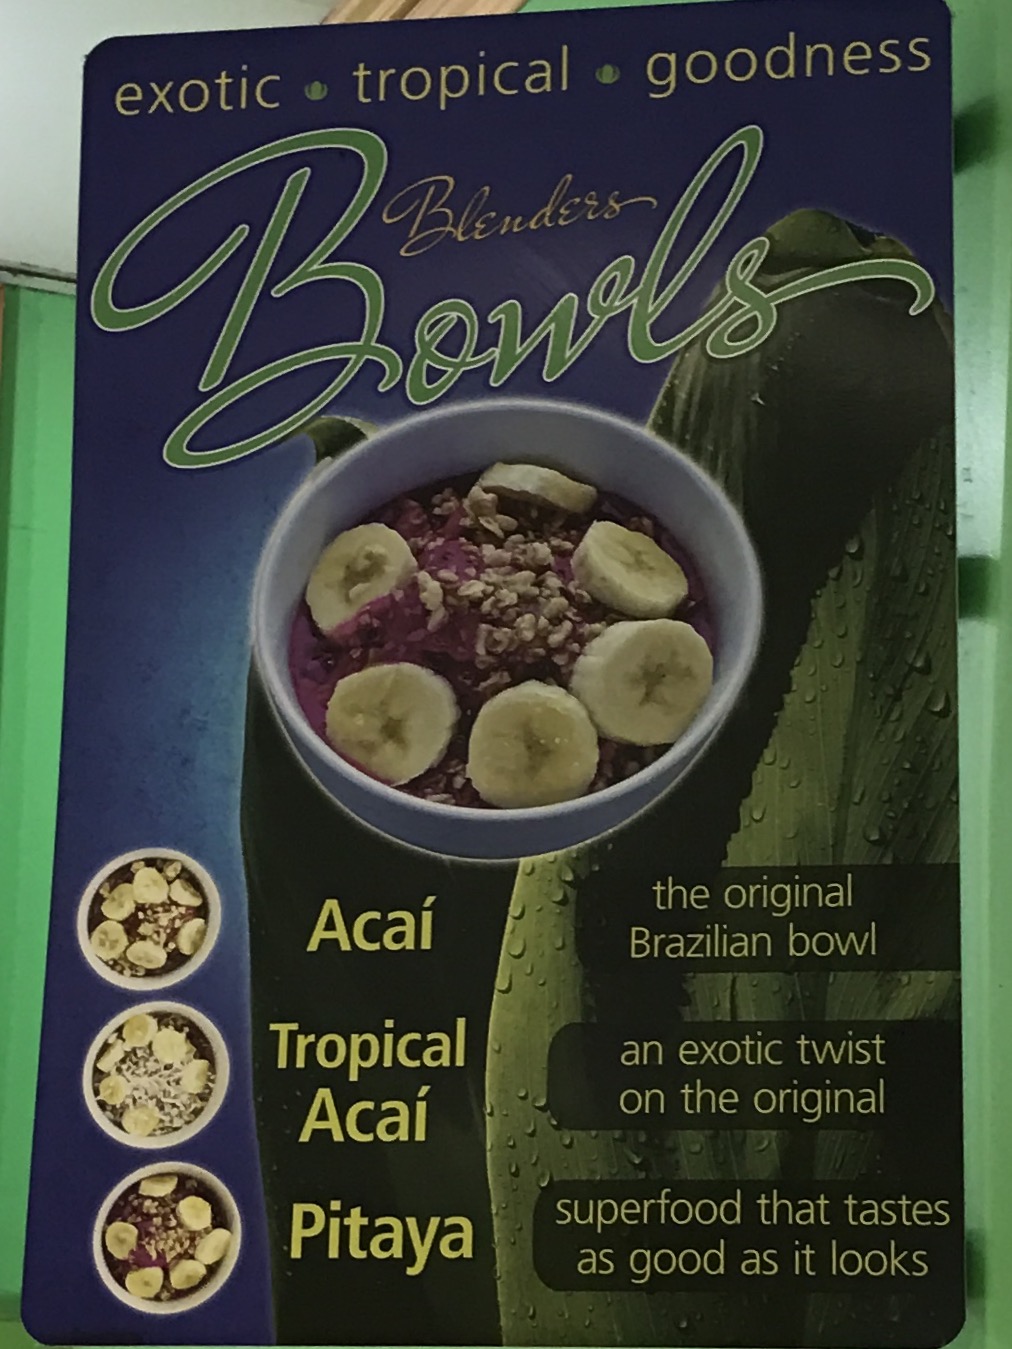 exotic • tropical • goodness
Blenders
Bowls
Acaí
the original
Brazilian bowl
Tropical
Acaí
an exotic twist
on the original
Pitaya
superfood that tastes
as good as it looks